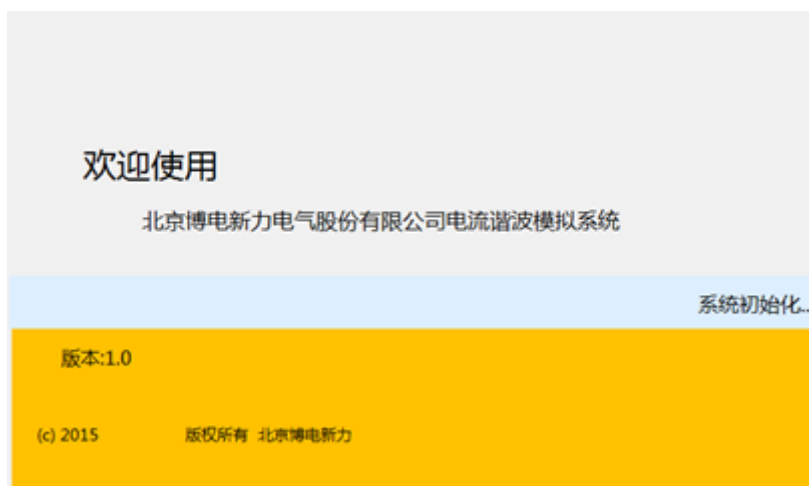 欢迎使用
北京博电新力电气股份有限公司电流谐波模拟系统
系统初始化..
版本:1.0
(c) 2015 版权所有 北京博电新力